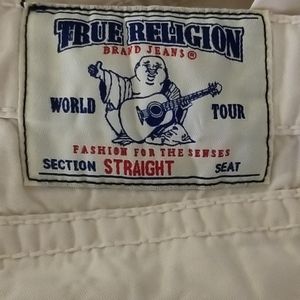 TRUE RELIGION
BRAND JEANS®
WORLD TOUR
FASHION FOR THE SENSES
SECTION STRAIGHT SEAT